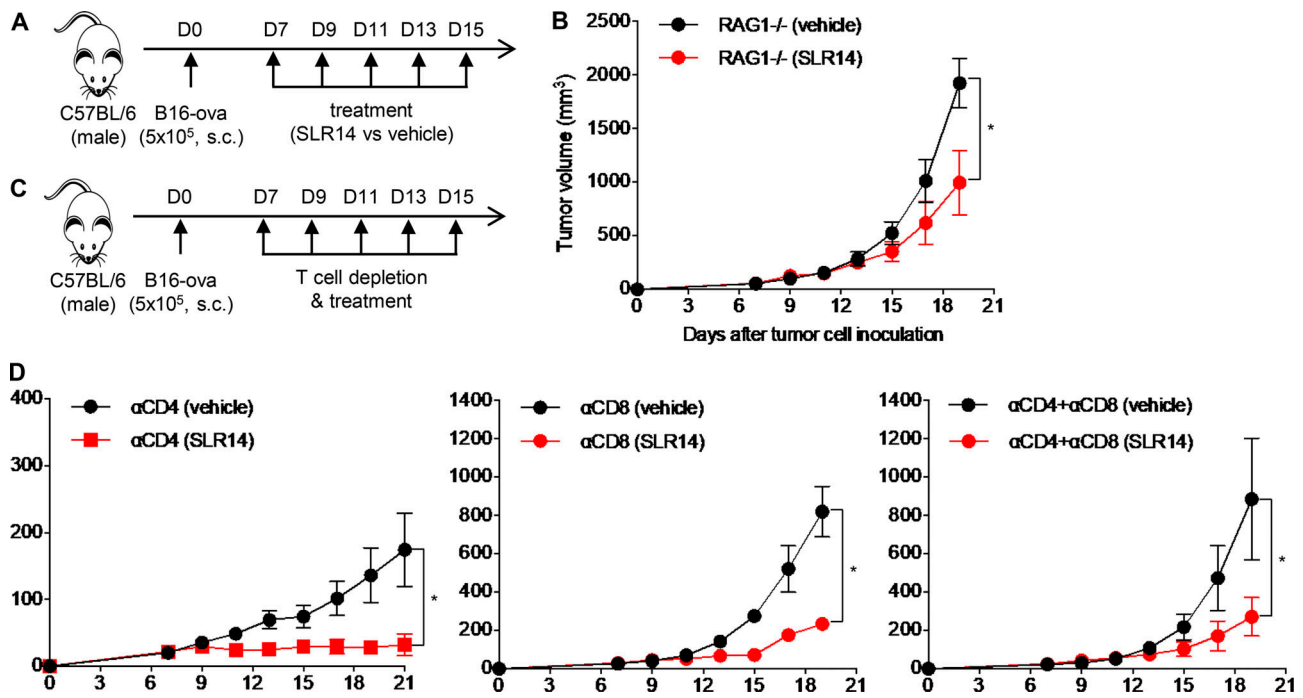 A
D0
D7
D9
D11
D13
D15
C57BL/6
(male)
B16-ova
(5x10⁵, s.c.)
treatment
(SLR14 vs vehicle)
B
RAG1-/- (vehicle)
RAG1-/- (SLR14)
Tumor volume (mm³)
2500
2000
1500
1000
500
0
*
0 3 6 9 12 15 18 21
Days after tumor cell inoculation
C
D0
D7
D9
D11
D13
D15
C57BL/6
(male)
B16-ova
(5x10⁵, s.c.)
T cell depletion
& treatment
D
αCD4 (vehicle)
αCD4 (SLR14)
400
300
200
100
0
*
0 3 6 9 12 15 18 21
αCD8 (vehicle)
αCD8 (SLR14)
1400
1200
1000
800
600
400
200
0
*
0 3 6 9 12 15 18 21
αCD4+αCD8 (vehicle)
αCD4+αCD8 (SLR14)
1400
1200
1000
800
600
400
200
0
*
0 3 6 9 12 15 18 21